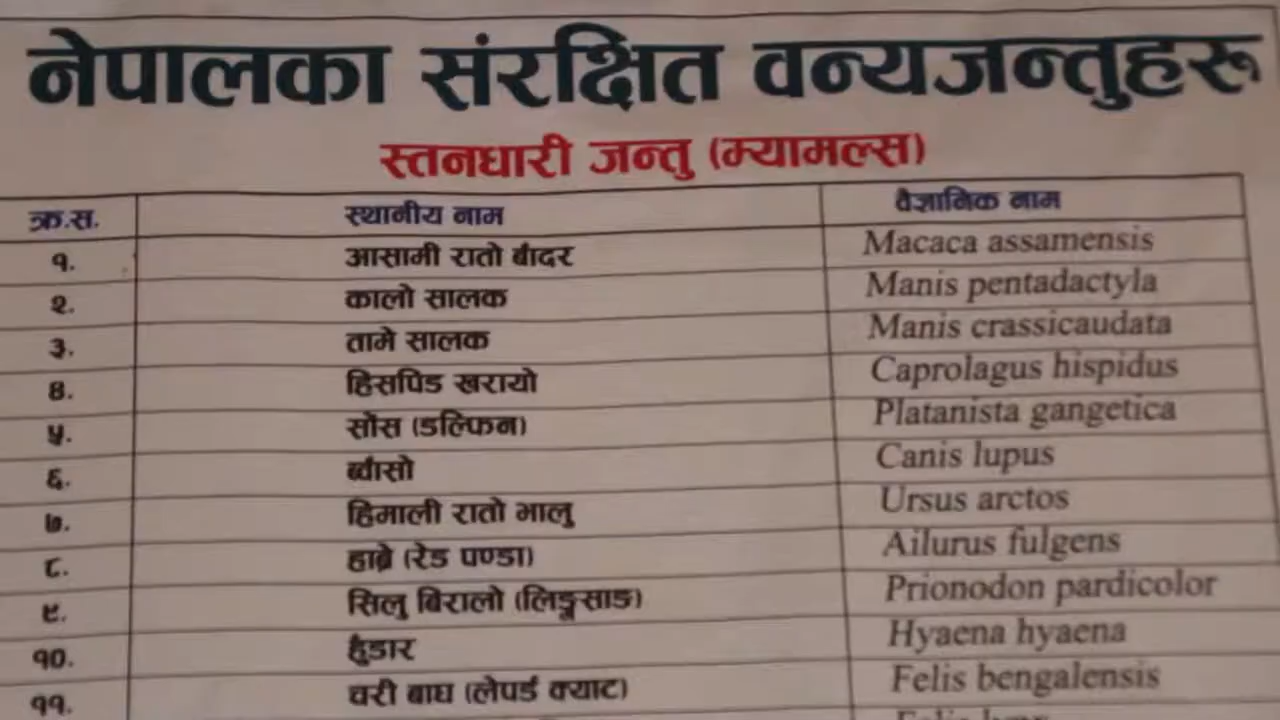 नेपालका संरक्षित वन्यजन्तुहरू
स्तनधारी जन्तु (म्यामल्स)
क्र.स. स्थानीय नाम वैज्ञानिक नाम
१. आसामी रातो बाँदर Macaca assamensis
२. कालो सालक Manis pentadactyla
३. तामे सालक Manis crassicaudata
४. हिसपिड खरायो Caprolagus hispidus
५. सोंस (डल्फिन) Platanista gangetica
६. ब्वाँसो Canis lupus
७. हिमाली रातो भालु Ursus arctos
८. हाब्रे (रेड पण्डा) Ailurus fulgens
९. सिलु बिरालो (लिङ्साङ) Prionodon pardicolor
१०. हुँडार Hyaena hyaena
११. चरी बाघ (लेपर्ड क्याट) Felis bengalensis